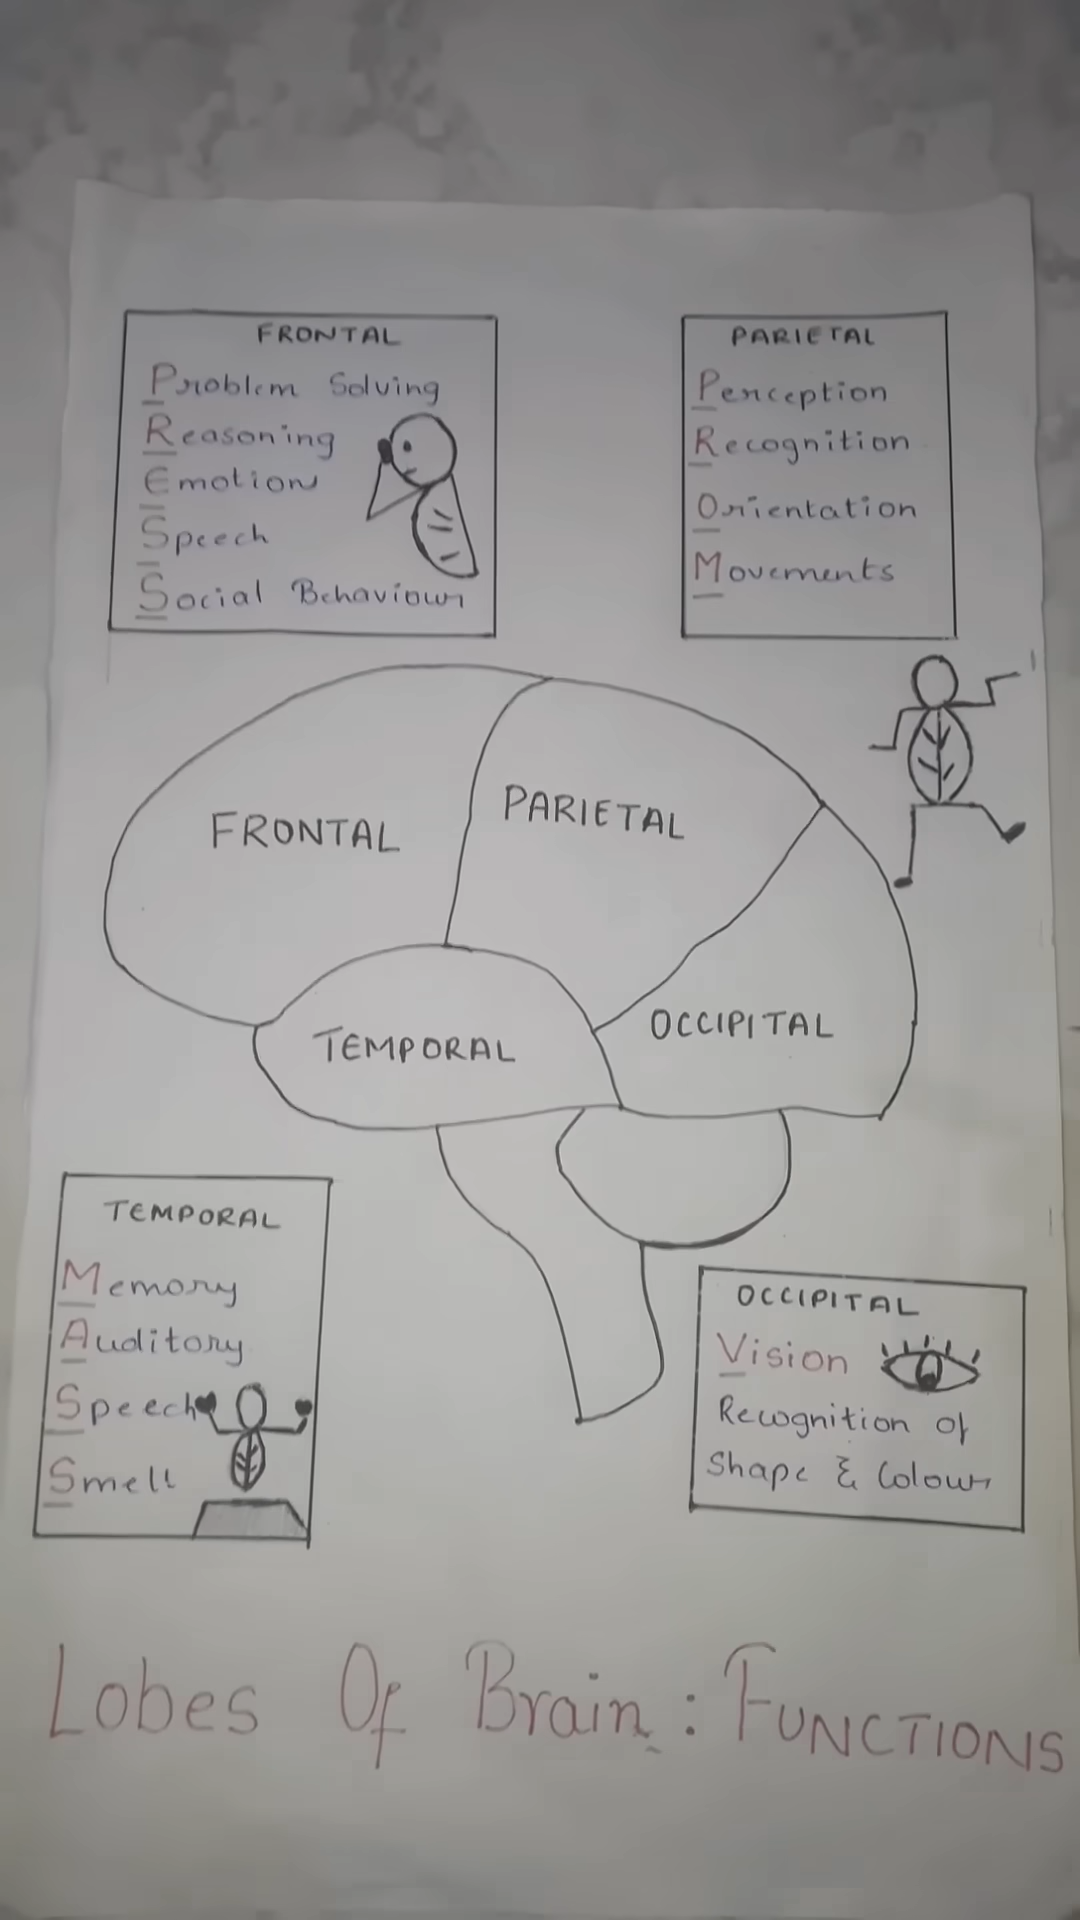 FRONTAL
Problem Solving
Reasoning
Emotion
Speech
Social Behaviour
PARIETAL
Perception
Recognition
Orientation
Movements
FRONTAL
PARIETAL
TEMPORAL
OCCIPITAL
TEMPORAL
Memory
Auditory
Speech
Smell
OCCIPITAL
Vision
Recognition of
Shape & Colour
Lobes Of Brain : FUNCTIONS